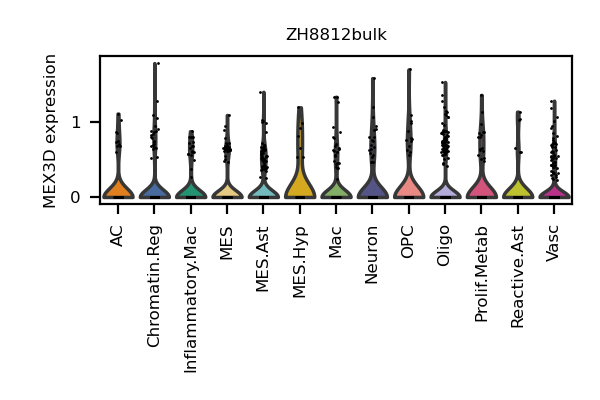 ZH8812bulk
MEX3D expression
1
0
AC
Chromatin.Reg
Inflammatory.Mac
MES
MES.Ast
MES.Hyp
Mac
Neuron
OPC
Oligo
Prolif.Metab
Reactive.Ast
Vasc